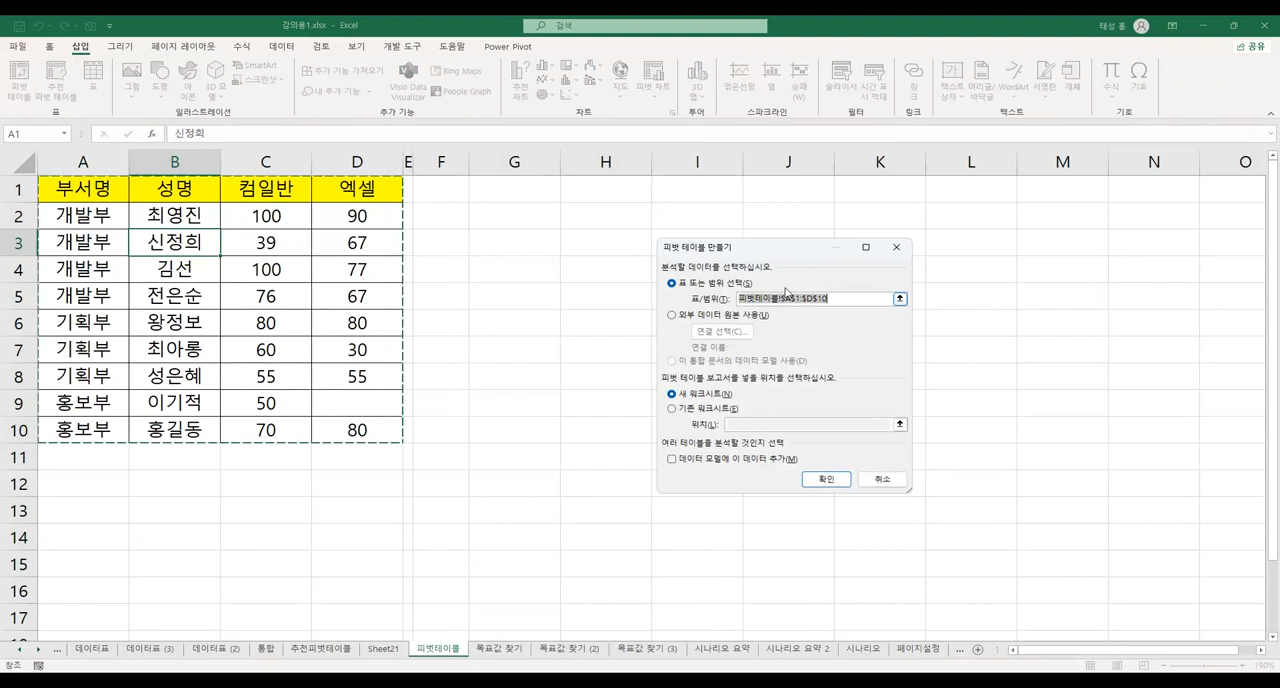 강의용1.xlsx - Excel
검색
태성 홍
파일 홈 삽입 그리기 페이지 레이아웃 수식 데이터 검토 보기 개발 도구 도움말 Power Pivot
공유
피벗 테이블
추천 피벗 테이블
표
그림
도형
아이콘
3D 모델
SmartArt
스크린샷
추가 기능 가져오기
내 추가 기능
Visio Data Visualizer
Bing Maps
People Graph
추천 차트
지도
피벗 차트
3D 맵
꺾은선형
열
승패 (W)
슬라이서
시간 표시 막대
링크
텍스트 상자
머리글/바닥글
WordArt
서명란
개체
수식
기호
표 일러스트레이션 추가 기능 차트 투어 스파크라인 필터 링크 텍스트 기호
A1
fx
신정희
A B C D E F G H I J K L M N O
1 부서명 성명 컴일반 엑셀
2 개발부 최영진 100 90
3 개발부 신정희 39 67
4 개발부 김선 100 77
5 개발부 전은순 76 67
6 기획부 왕정보 80 80
7 기획부 최아롱 60 30
8 기획부 성은혜 55 55
9 홍보부 이기적 50
10 홍보부 홍길동 70 80
11
12
13
14
15
16
17
피벗 테이블 만들기
분석할 데이터를 선택하십시오.
표 또는 범위 선택(S)
표/범위(T): 피벗테이블!$A$1:$D$10
외부 데이터 원본 사용(U)
연결 선택(C)...
연결 이름:
이 통합 문서의 데이터 모델 사용(D)
피벗 테이블 보고서를 넣을 위치를 선택하십시오.
새 워크시트(N)
기존 워크시트(E)
위치(L):
여러 테이블을 분석할 것인지 선택
데이터 모델에 이 데이터 추가(M)
확인 취소
... 데이터표 데이터표 (3) 데이터표 (2) 통합 추천피벗테이블 Sheet21 피벗테이블 목표값 찾기 목표값 찾기 (2) 목표값 찾기 (3) 시나리오 요약 시나리오 요약 2 시나리오 페이지설정 ...
참조
190%